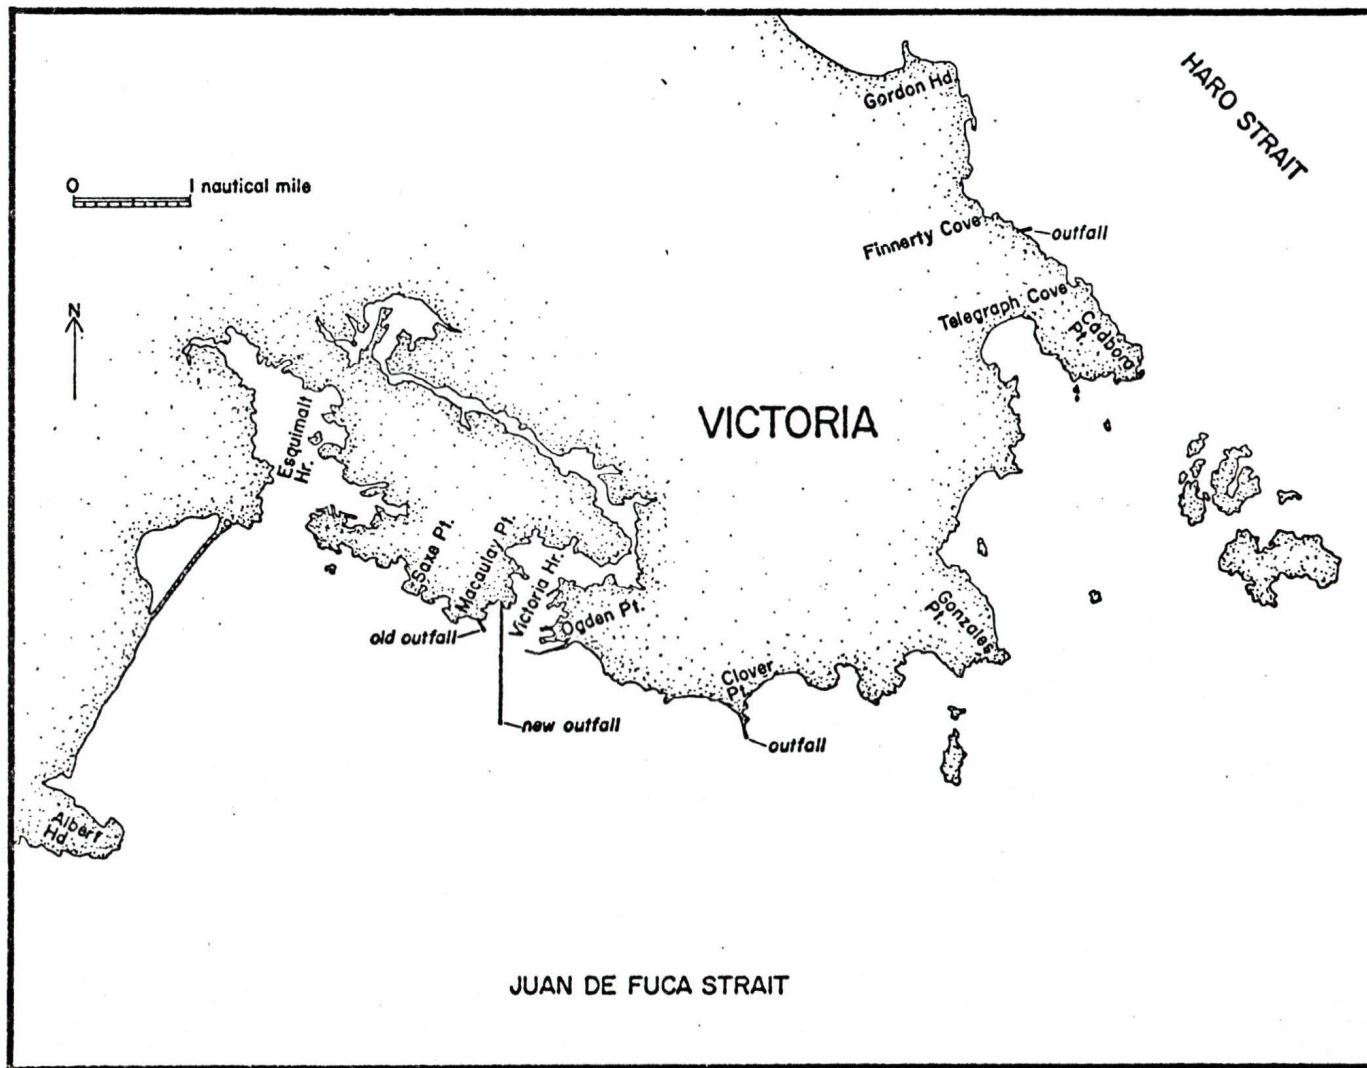 HARO STRAIT
Gordon Hd.
0 1 nautical mile
Finnerty Cove
outfall
N
Telegraph Cove
Cadboro
Pt.
VICTORIA
Esquimalt
Hr.
Saxe Pt.
Macaulay Pt.
Victoria Hr.
Ogden Pt.
old outfall
Gonzales
Pt.
Clover
Pt.
new outfall
outfall
Albert
Hd.
JUAN DE FUCA STRAIT